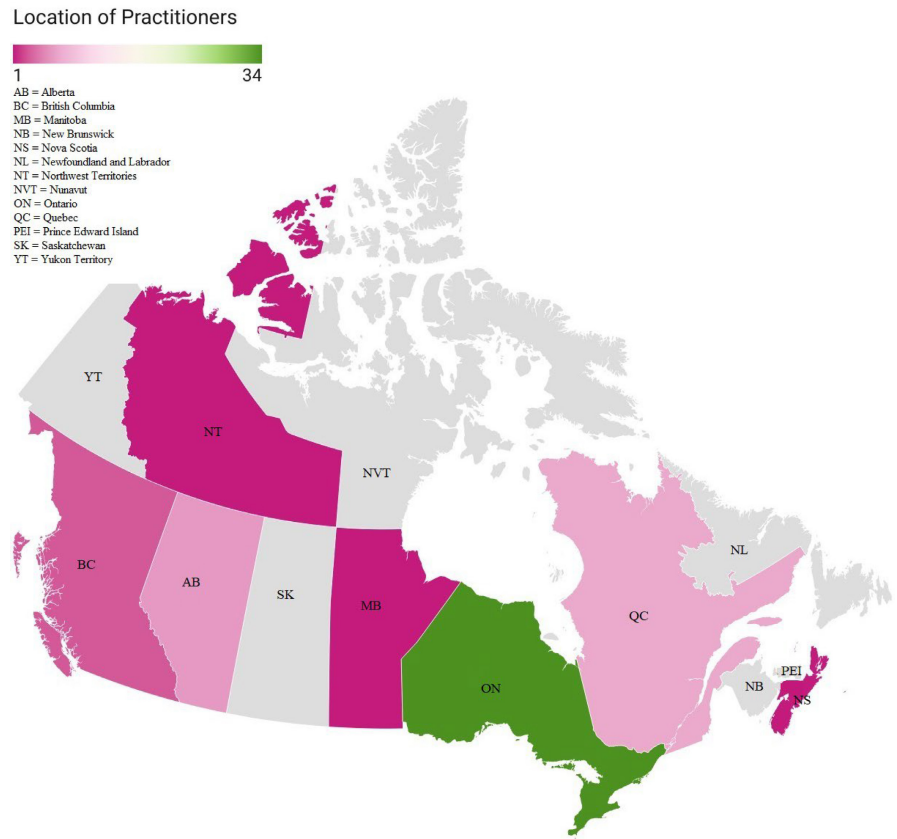 Location of Practitioners
1 34
AB = Alberta
BC = British Columbia
MB = Manitoba
NB = New Brunswick
NS = Nova Scotia
NL = Newfoundland and Labrador
NT = Northwest Territories
NVT = Nunavut
ON = Ontario
QC = Quebec
PEI = Prince Edward Island
SK = Saskatchewan
YT = Yukon Territory
YT
NT
NVT
NL
BC
AB
SK
MB
QC
ON
PEI
NB
NS